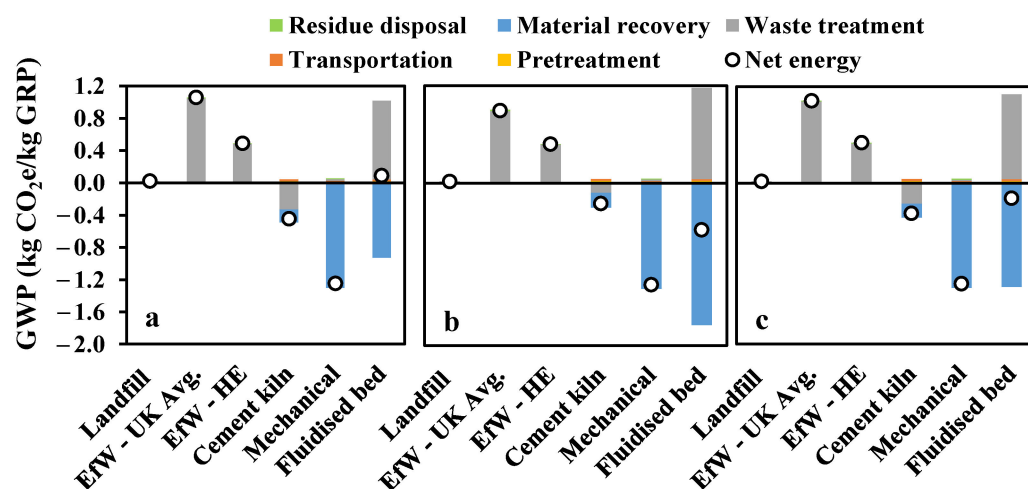 Residue disposal Material recovery Waste treatment
Transportation Pretreatment Net energy
GWP (kg CO₂e/kg GRP)
1.2
0.8
0.4
0.0
−0.4
−0.8
−1.2
−1.6
−2.0
a
b
c
Landfill
EfW - UK Avg.
EfW - HE
Cement kiln
Mechanical
Fluidised bed
Landfill
EfW - UK Avg.
EfW - HE
Cement kiln
Mechanical
Fluidised bed
Landfill
EfW - UK Avg.
EfW - HE
Cement kiln
Mechanical
Fluidised bed